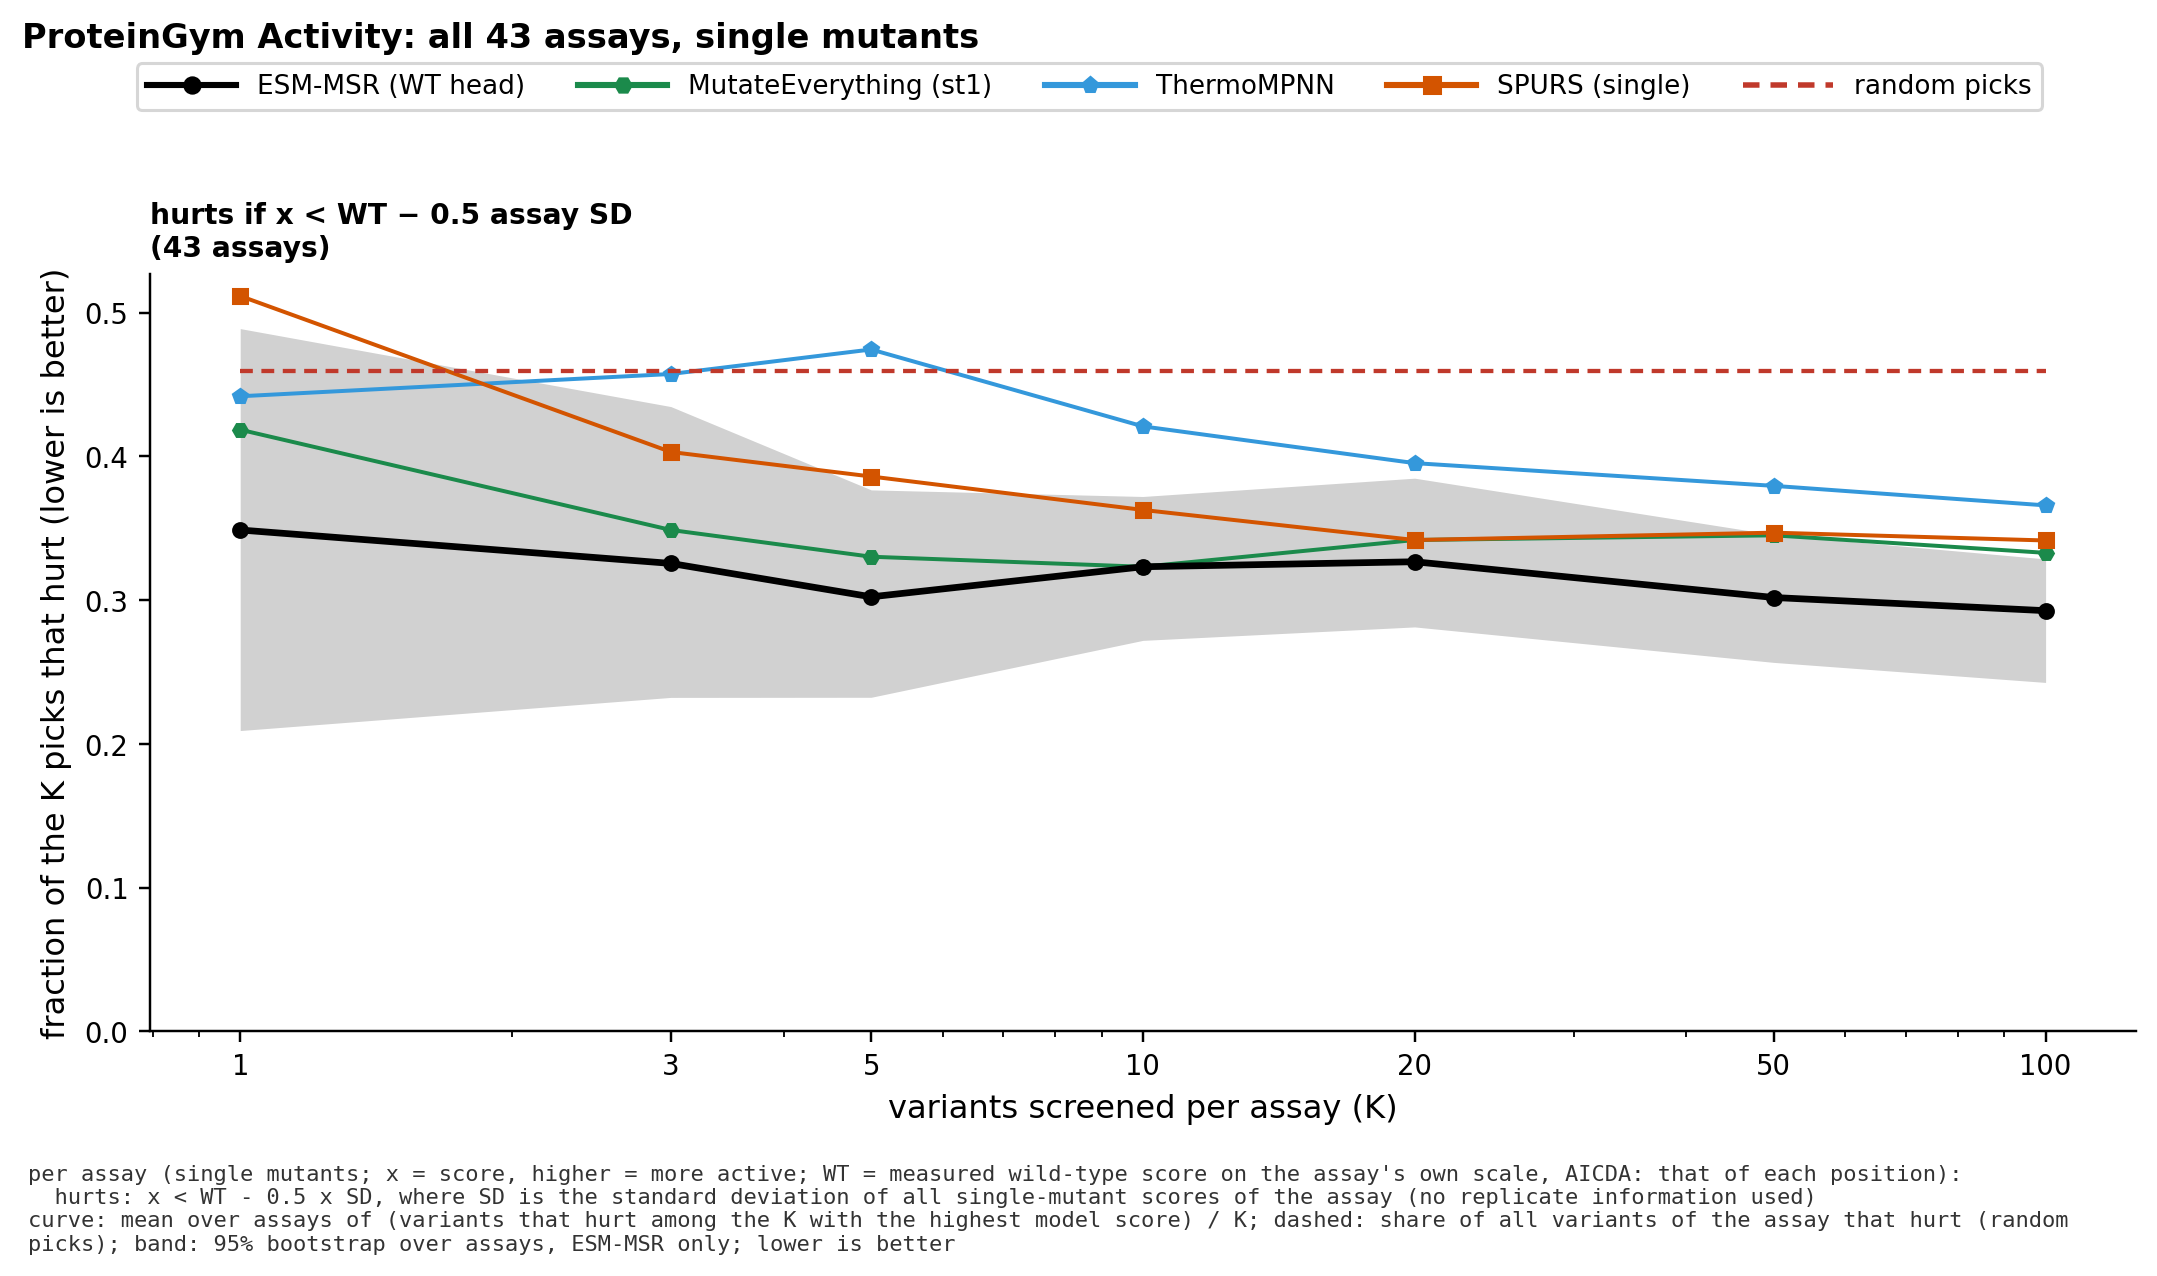 ProteinGym Activity: all 43 assays, single mutants
ESM-MSR (WT head) MutateEverything (st1) ThermoMPNN SPURS (single) random picks
hurts if x < WT − 0.5 assay SD
(43 assays)
fraction of the K picks that hurt (lower is better)
0.5
0.4
0.3
0.2
0.1
0.0
1 3 5 10 20 50 100
variants screened per assay (K)
per assay (single mutants; x = score, higher = more active; WT = measured wild-type score on the assay's own scale, AICDA: that of each position):
hurts: x < WT - 0.5 x SD, where SD is the standard deviation of all single-mutant scores of the assay (no replicate information used)
curve: mean over assays of (variants that hurt among the K with the highest model score) / K; dashed: share of all variants of the assay that hurt (random
picks); band: 95% bootstrap over assays, ESM-MSR only; lower is better